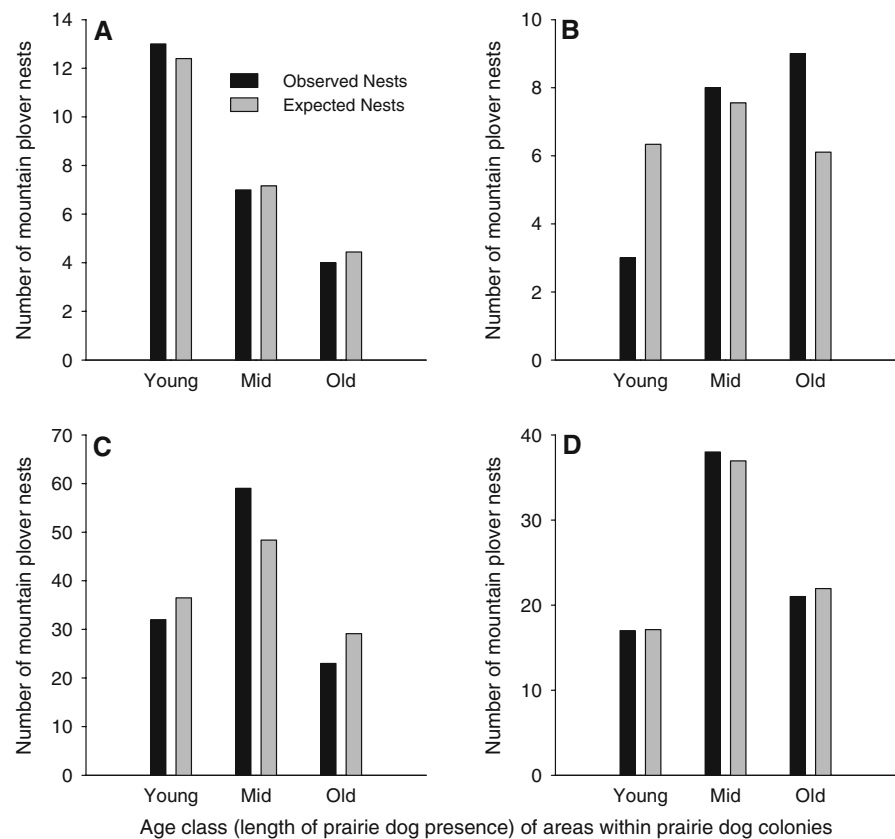 A
Number of mountain plover nests
14
12
10
8
6
4
2
0
Observed Nests
Expected Nests
Young Mid Old
B
Number of mountain plover nests
10
8
6
4
2
0
Young Mid Old
C
Number of mountain plover nests
70
60
50
40
30
20
10
0
Young Mid Old
D
Number of mountain plover nests
40
30
20
10
0
Young Mid Old
Age class (length of prairie dog presence) of areas within prairie dog colonies